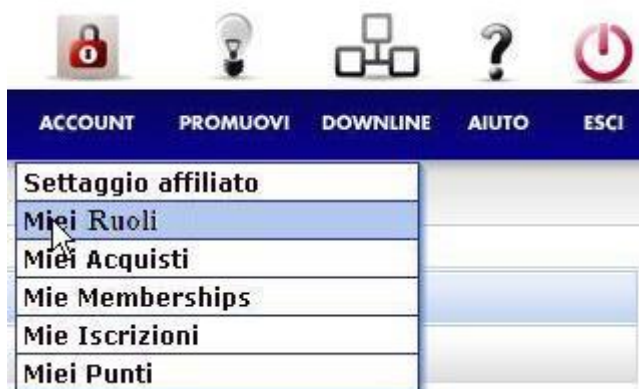 ACCOUNT PROMUOVI DOWNLINE AIUTO ESCI
Settaggio affiliato
Miei Ruoli
Miei Acquisti
Mie Memberships
Mie Iscrizioni
Miei Punti